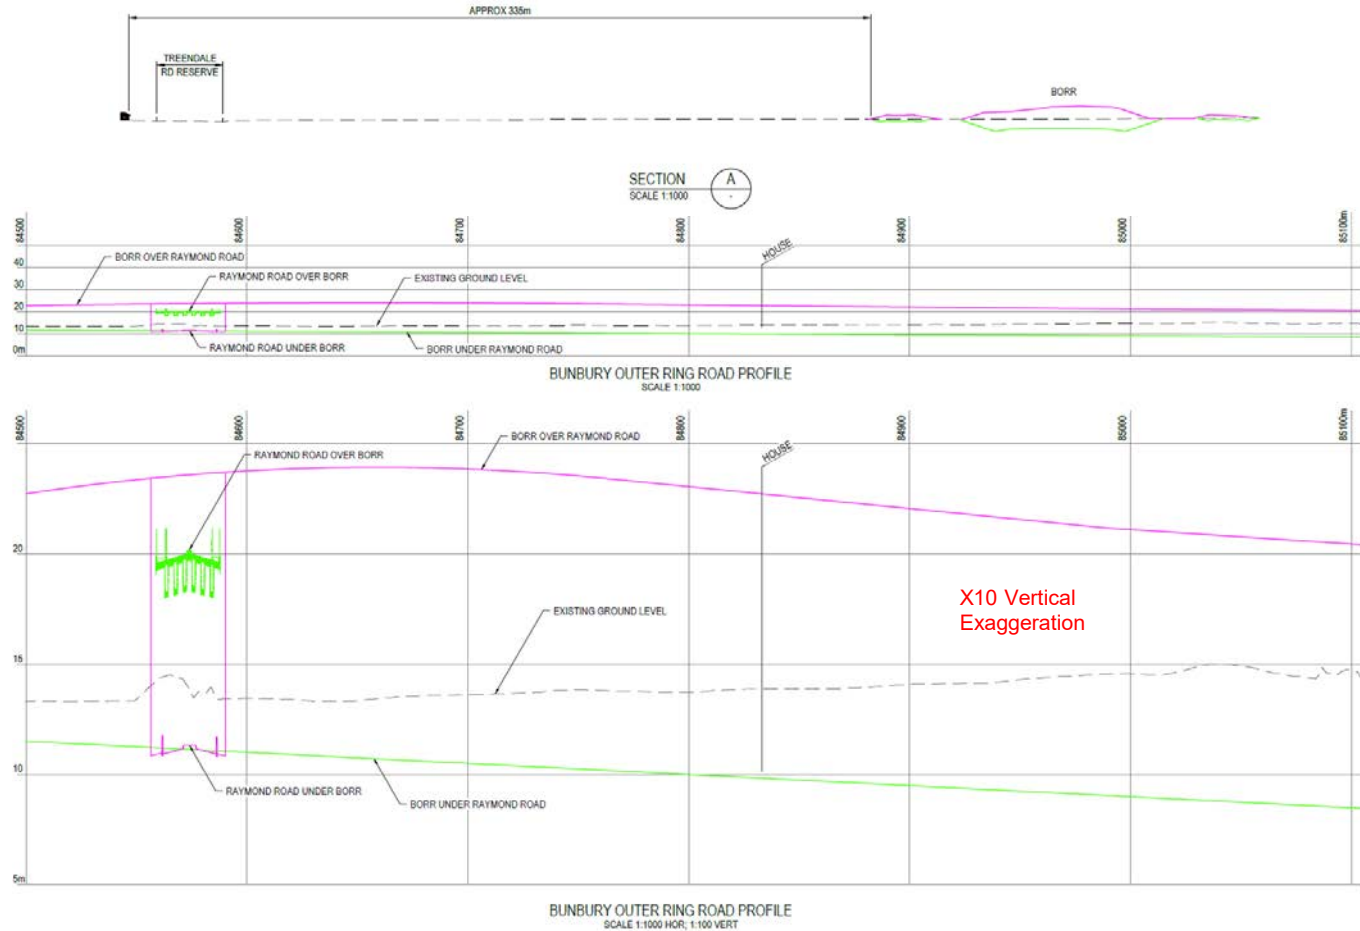 APPROX 335m
TREENDALE
RD RESERVE
BORR
SECTION
SCALE 1:1000
A
-
84500
84600
84700
84800
84900
85000
85100m
BORR OVER RAYMOND ROAD
RAYMOND ROAD OVER BORR
EXISTING GROUND LEVEL
HOUSE
40
30
20
10
0m
RAYMOND ROAD UNDER BORR
BORR UNDER RAYMOND ROAD
BUNBURY OUTER RING ROAD PROFILE
SCALE 1:1000
84500
84600
84700
84800
84900
85000
85100m
BORR OVER RAYMOND ROAD
RAYMOND ROAD OVER BORR
HOUSE
20
X10 Vertical
Exaggeration
EXISTING GROUND LEVEL
15
10
RAYMOND ROAD UNDER BORR
BORR UNDER RAYMOND ROAD
5m
BUNBURY OUTER RING ROAD PROFILE
SCALE 1:1000 HOR; 1:100 VERT